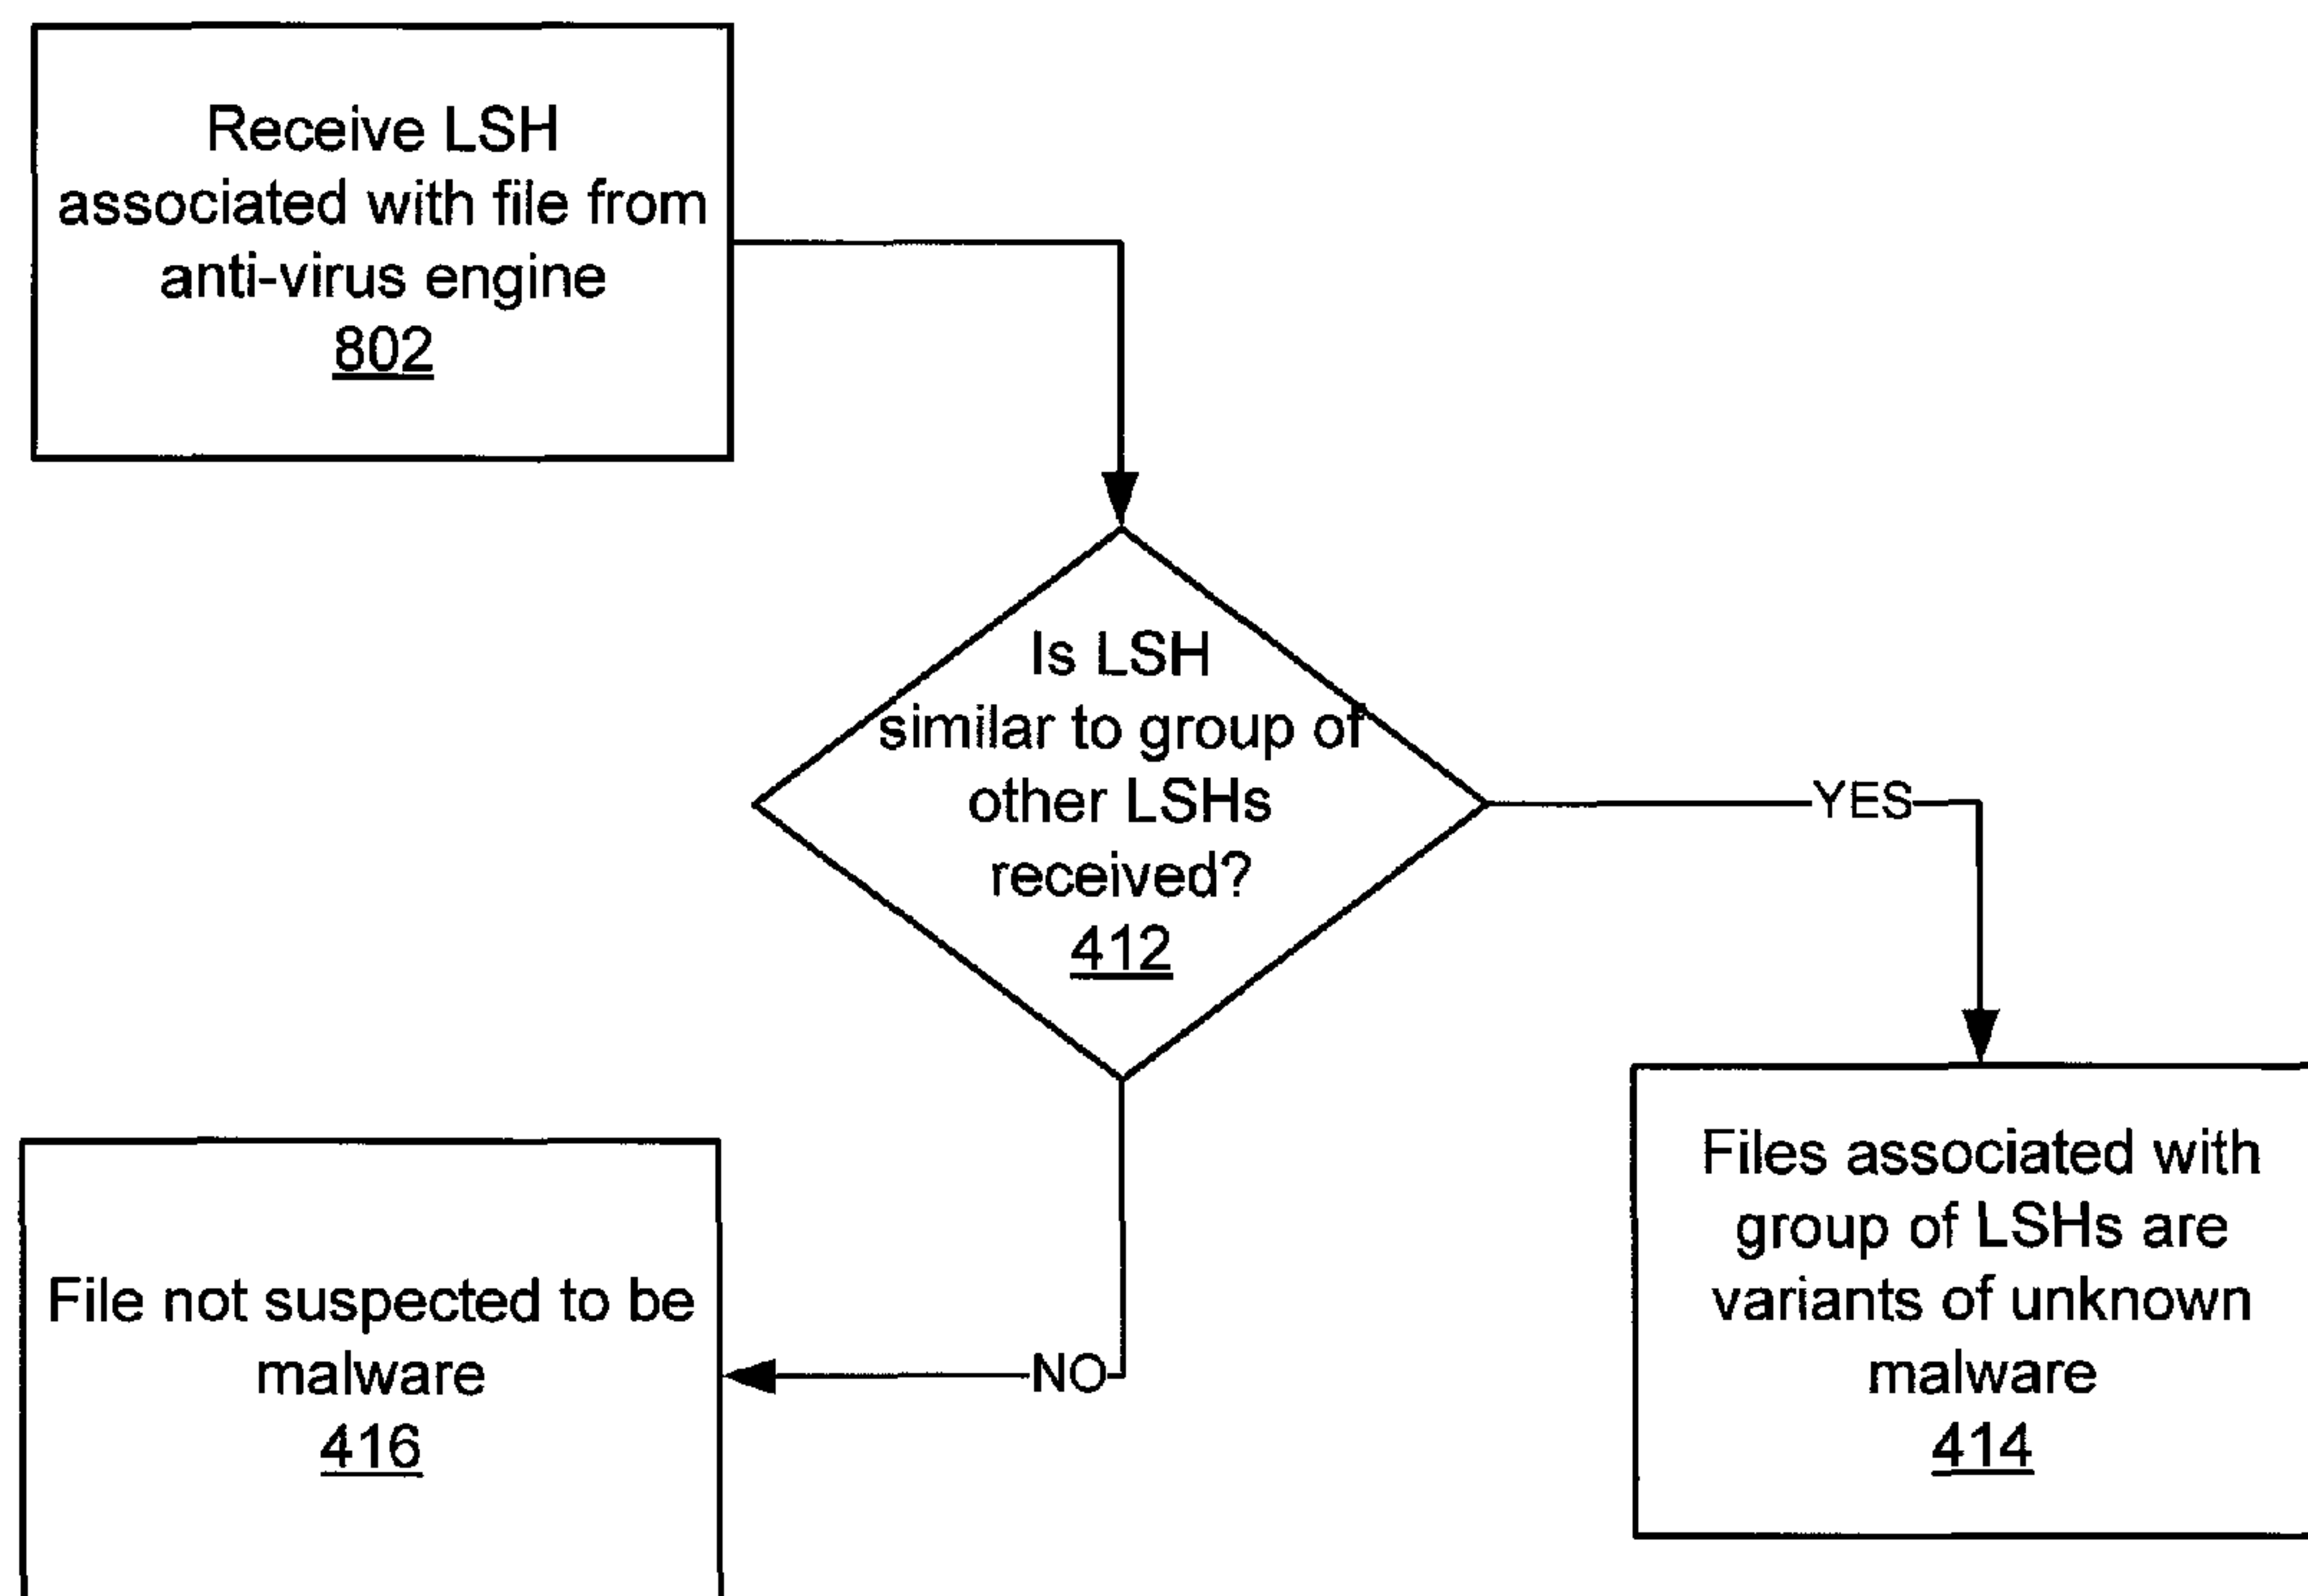 Receive LSH
associated with file from
anti-virus engine
802
Is LSH
similar to group of
other LSHs
received?
412
YES
Files associated with
group of LSHs are
variants of unknown
malware
414
NO
File not suspected to be
malware
416